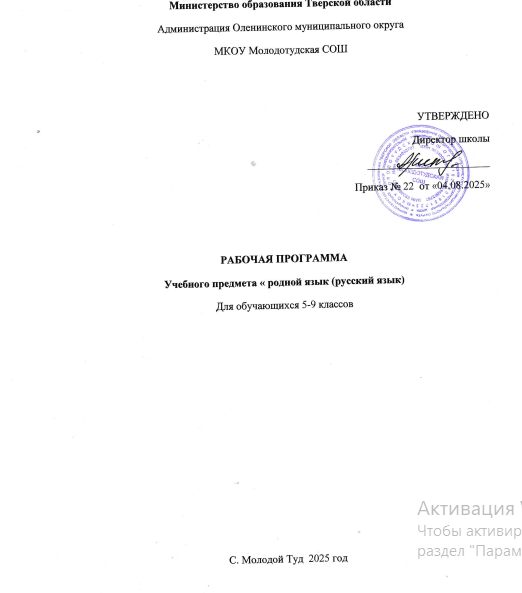 Министерство образования Тверской области
Администрация Оленинского муниципального округа
МКОУ Молодотудская СОШ
УТВЕРЖДЕНО
Директор школы
Приказ № 22 от «04.08.2025»
РАБОЧАЯ ПРОГРАММА
Учебного предмета « родной язык (русский язык)
Для обучающихся 5-9 классов
Активация
Чтобы активир
раздел "Парам
С. Молодой Туд 2025 год